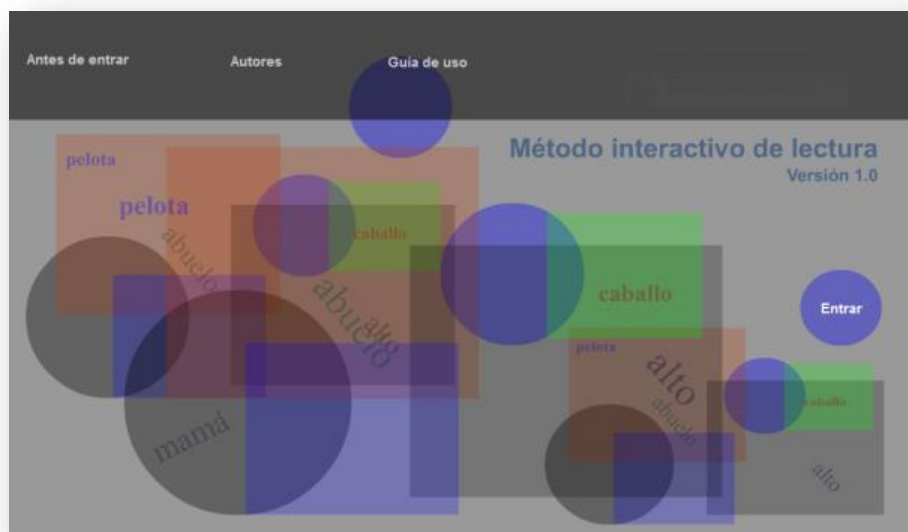 Antes de entrar
Autores
Guía de uso
Método interactivo de lectura
Versión 1.0
pelota
pelota
abuelo
caballo
abuelo
alto
mamá
caballo
Entrar
pelota
alto
abuelo
caballo
alto